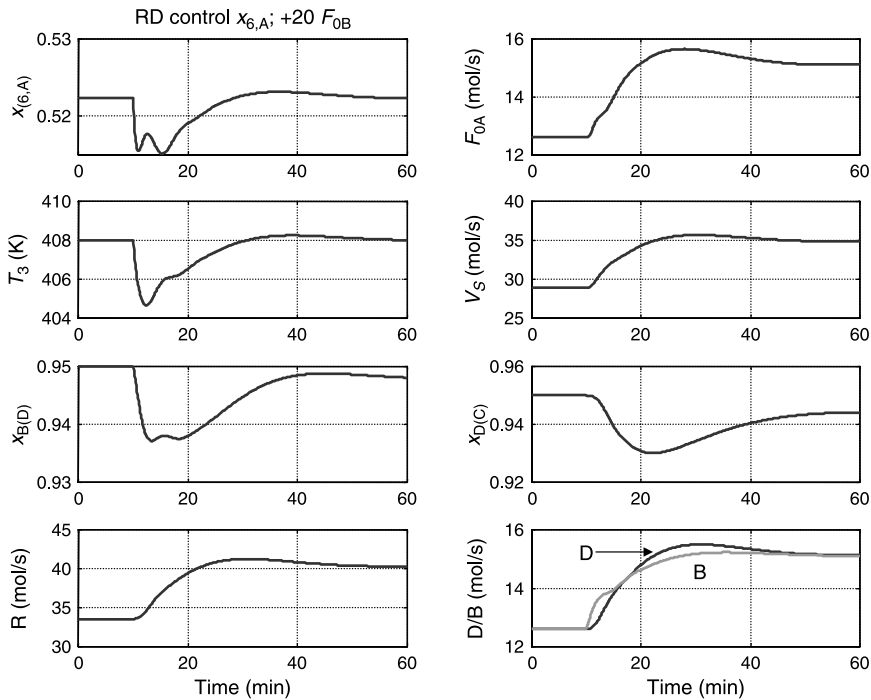 RD control x6,A; +20 F0B
0.53
0.52
x(6,A)
0 20 40 60
16
14
12
F0A (mol/s)
0 20 40 60
410
408
406
404
T3 (K)
0 20 40 60
40
35
30
25
VS (mol/s)
0 20 40 60
0.95
0.94
0.93
xB(D)
0 20 40 60
0.96
0.94
0.92
xD(C)
0 20 40 60
45
40
35
30
R (mol/s)
0 20 40 60
Time (min)
16
14
12
D/B (mol/s)
D
B
0 20 40 60
Time (min)